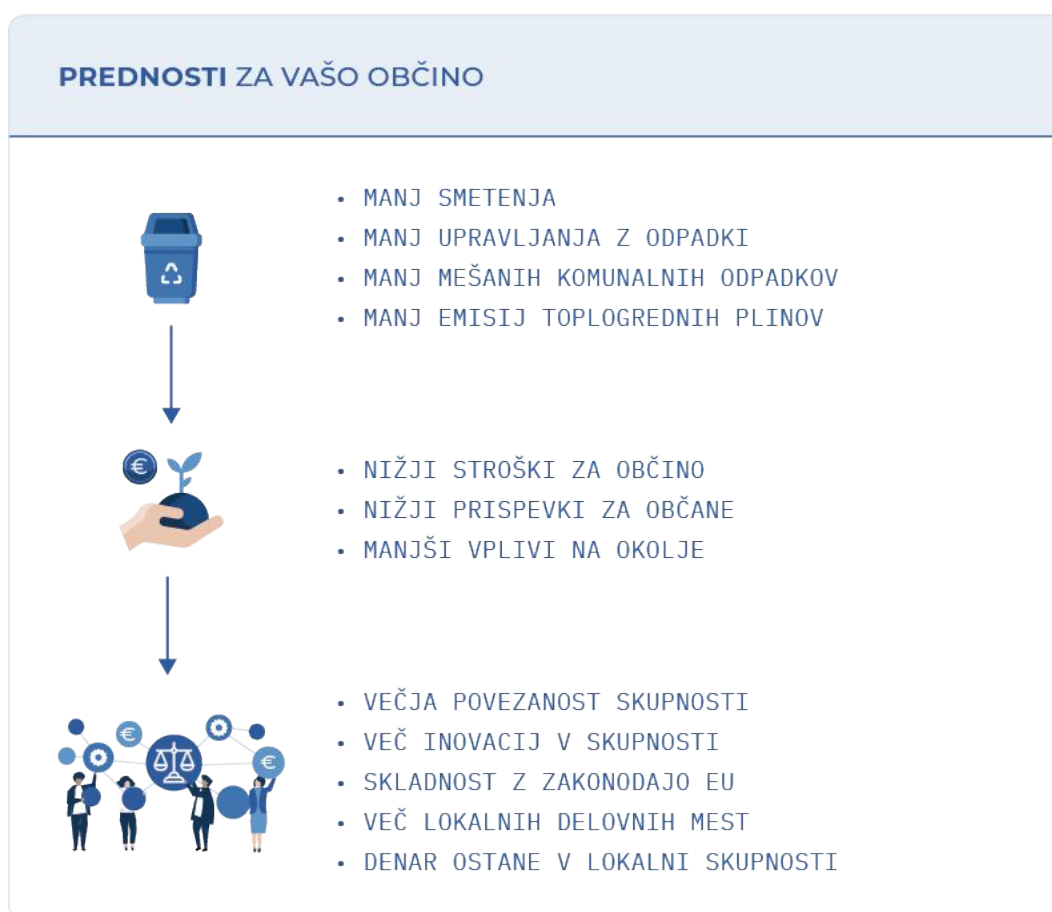 PREDNOSTI ZA VAŠO OBČINO
• MANJ SMETENJA
• MANJ UPRAVLJANJA Z ODPADKI
• MANJ MEŠANIH KOMUNALNIH ODPADKOV
• MANJ EMISIJ TOPLOGREDNIH PLINOV
€
• NIŽJI STROŠKI ZA OBČINO
• NIŽJI PRISPEVKI ZA OBČANE
• MANJŠI VPLIVI NA OKOLJE
€
€
• VEČJA POVEZANOST SKUPNOSTI
• VEČ INOVACIJ V SKUPNOSTI
• SKLADNOST Z ZAKONODAJO EU
• VEČ LOKALNIH DELOVNIH MEST
• DENAR OSTANE V LOKALNI SKUPNOSTI